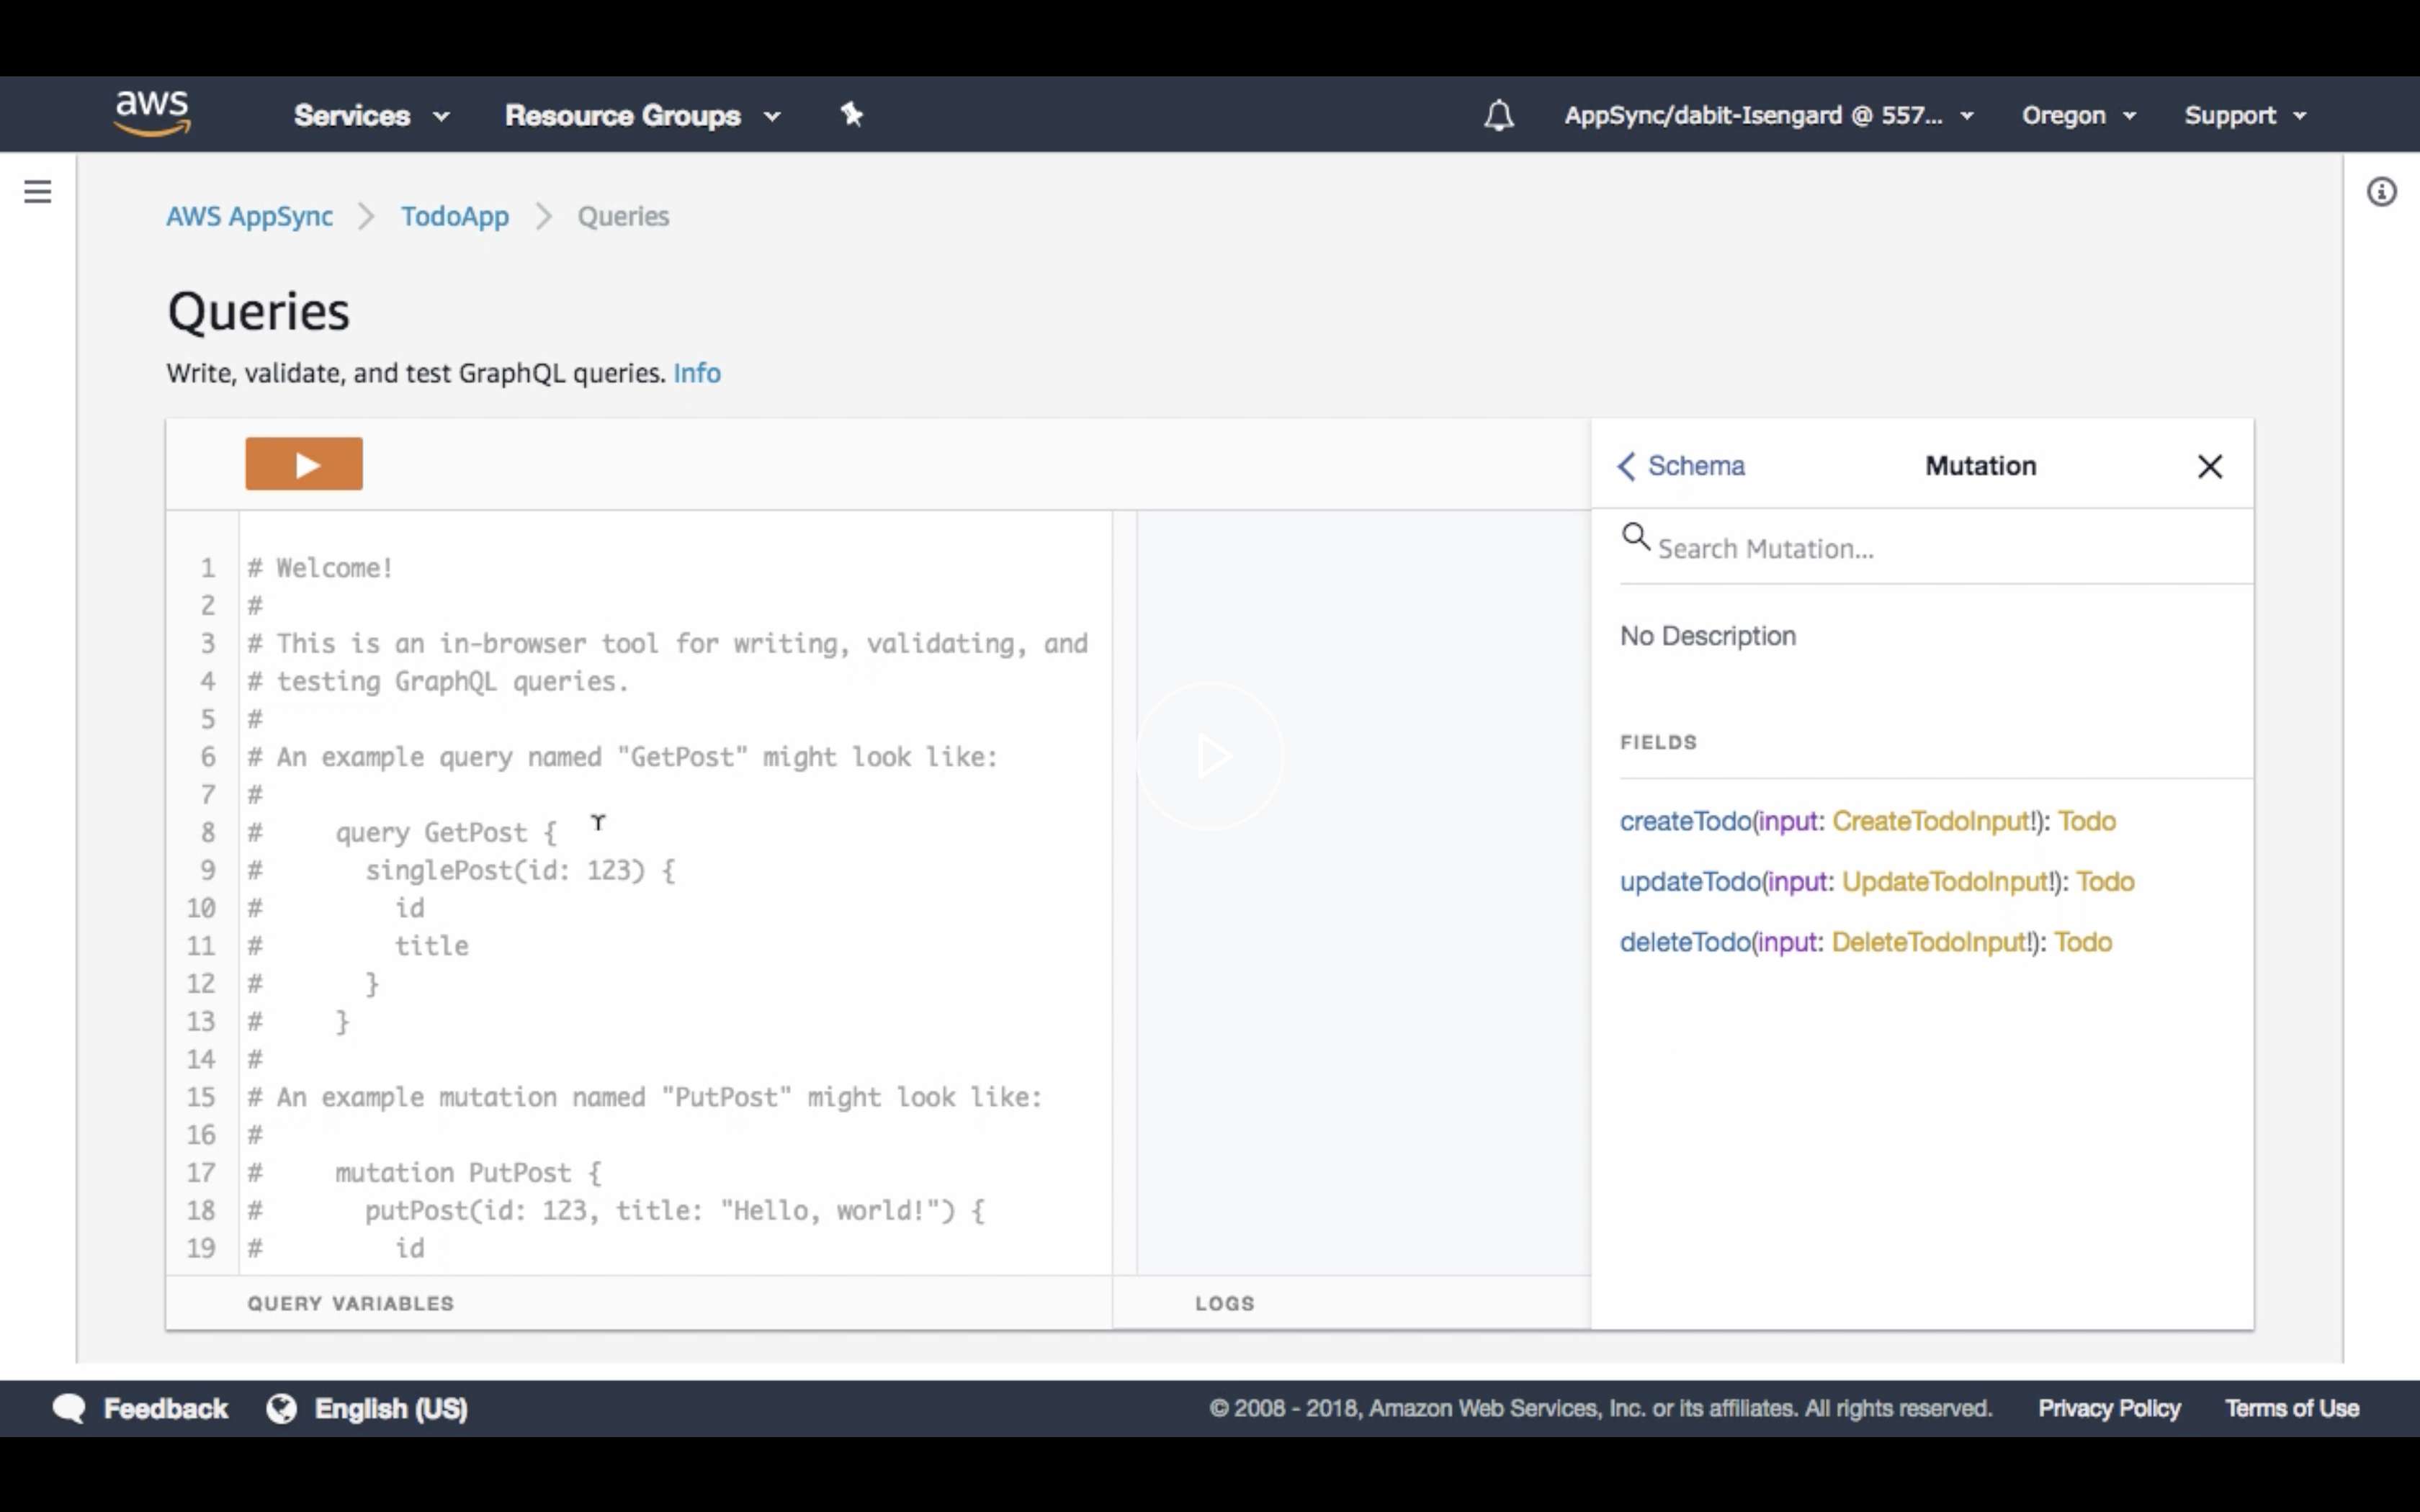 aws Services Resource Groups AppSync/dabit-Isengard @ 557... Oregon Support
AWS AppSync > TodoApp > Queries
Queries
Write, validate, and test GraphQL queries. Info
Schema Mutation
Search Mutation...
No Description
FIELDS
createTodo(input: CreateTodoInput!): Todo
updateTodo(input: UpdateTodoInput!): Todo
deleteTodo(input: DeleteTodoInput!): Todo
1 # Welcome!
2 #
3 # This is an in-browser tool for writing, validating, and
4 # testing GraphQL queries.
5 #
6 # An example query named "GetPost" might look like:
7 #
8 #     query GetPost {
9 #       singlePost(id: 123) {
10 #         id
11 #         title
12 #       }
13 #     }
14 #
15 # An example mutation named "PutPost" might look like:
16 #
17 #     mutation PutPost {
18 #       putPost(id: 123, title: "Hello, world!") {
19 #         id
QUERY VARIABLES LOGS
Feedback English (US) © 2008 - 2018, Amazon Web Services, Inc. or its affiliates. All rights reserved. Privacy Policy Terms of Use